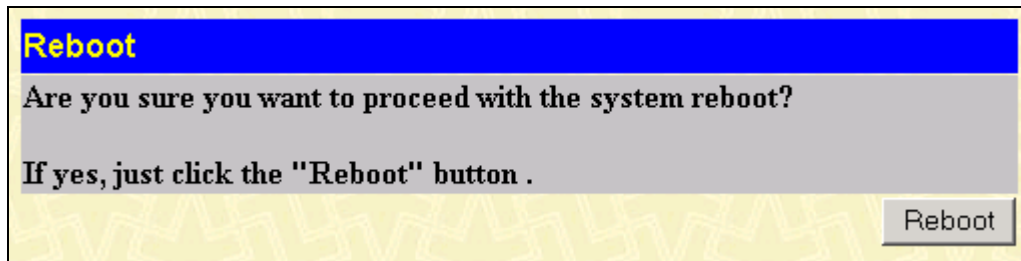 Reboot
Are you sure you want to proceed with the system reboot?
If yes, just click the "Reboot" button .
Reboot